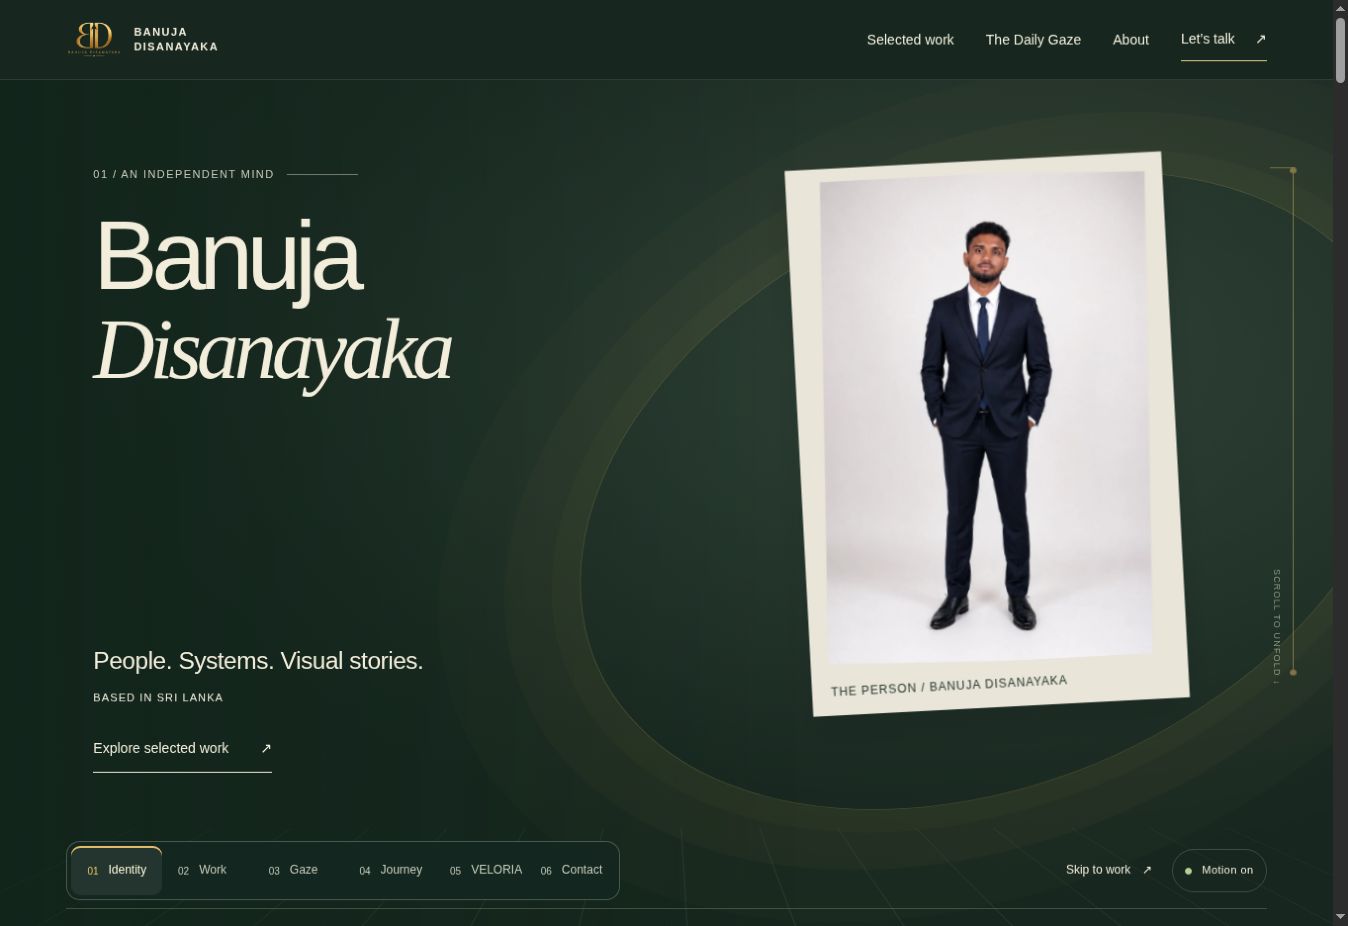 BANUJA
DISANAYAKA
Selected work
The Daily Gaze
About
Let's talk ↗
01 / AN INDEPENDENT MIND
Banuja
Disanayaka
THE PERSON / BANUJA DISANAYAKA
SCROLL TO UNFOLD ↓
People. Systems. Visual stories.
BASED IN SRI LANKA
Explore selected work ↗
01 Identity
02 Work
03 Gaze
04 Journey
05 VELORIA
06 Contact
Skip to work ↗
Motion on